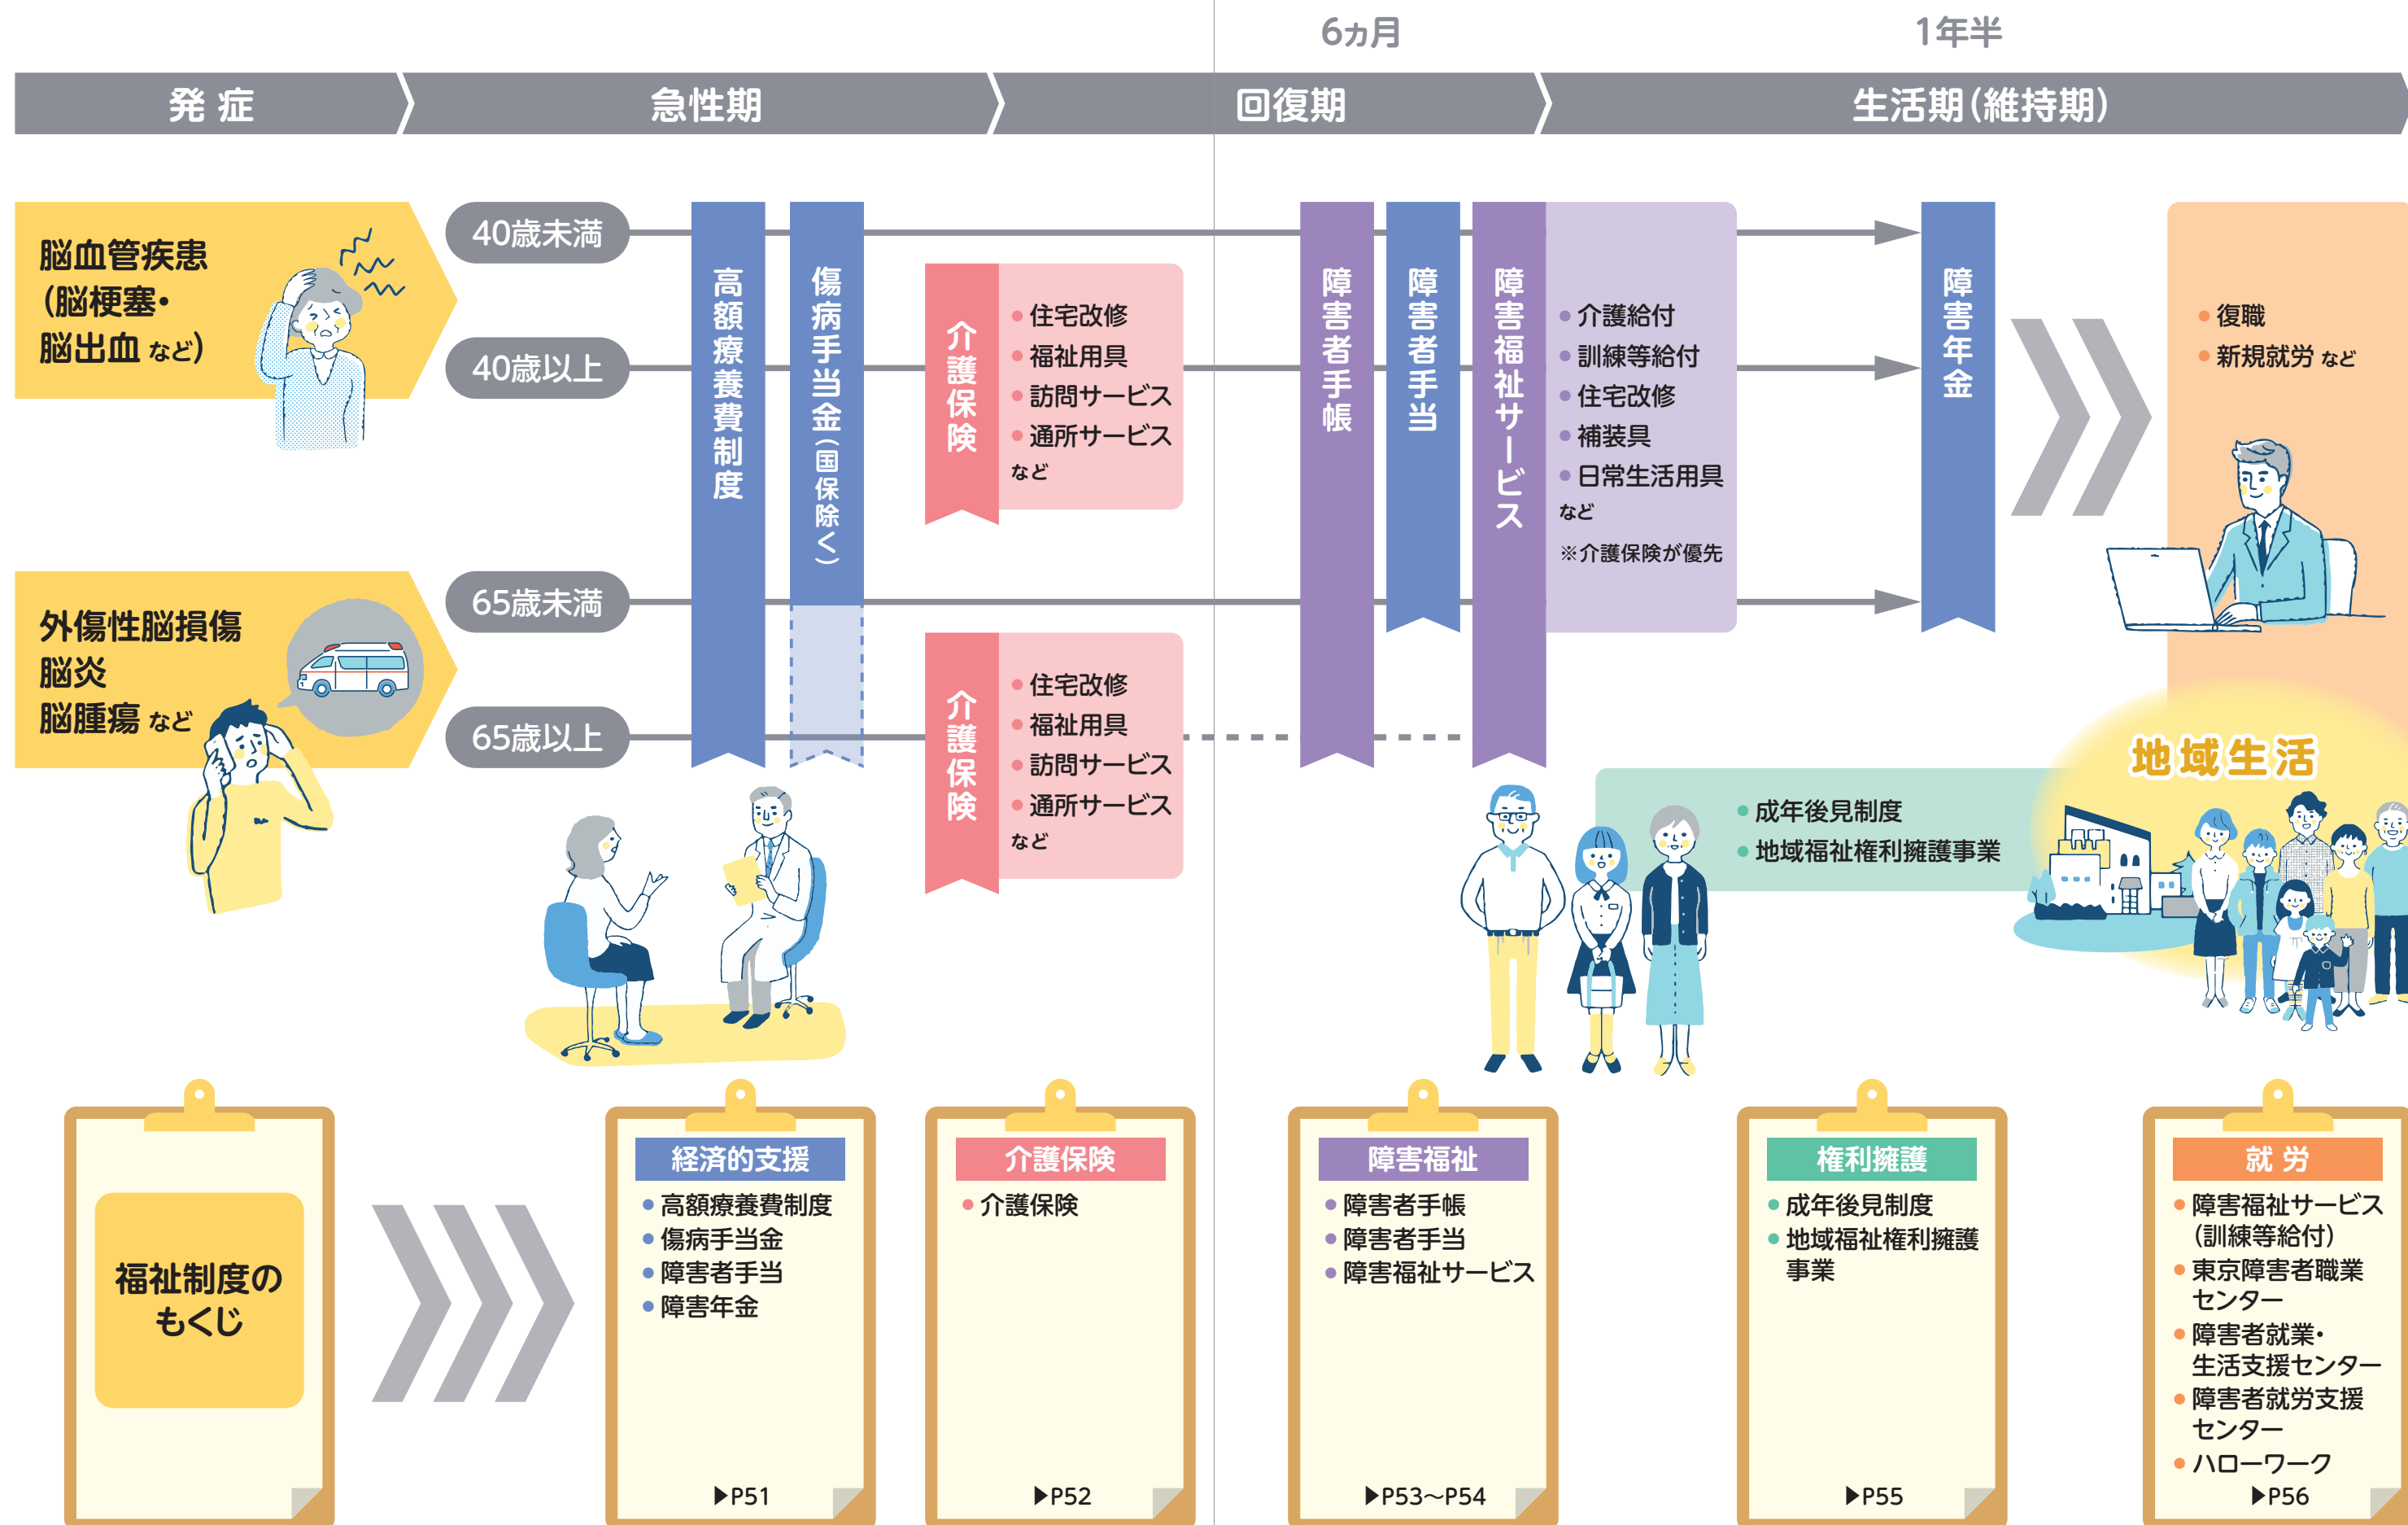 6ヵ月
1年半
発症
急性期
回復期
生活期(維持期)
脳血管疾患
(脳梗塞・
脳出血 など)
40歳未満
40歳以上
外傷性脳損傷
脳炎
脳腫瘍 など
65歳未満
65歳以上
高額療養費制度
傷病手当金(国保除く)
介護保険
• 住宅改修
• 福祉用具
• 訪問サービス
• 通所サービス
など
介護保険
• 住宅改修
• 福祉用具
• 訪問サービス
• 通所サービス
など
障害者手帳
障害者手当
障害福祉サービス
• 介護給付
• 訓練等給付
• 住宅改修
• 補装具
• 日常生活用具
など
※介護保険が優先
障害年金
• 復職
• 新規就労 など
• 成年後見制度
• 地域福祉権利擁護事業
地域生活
福祉制度の
もくじ
経済的支援
• 高額療養費制度
• 傷病手当金
• 障害者手当
• 障害年金
▶P51
介護保険
• 介護保険
▶P52
障害福祉
• 障害者手帳
• 障害者手当
• 障害福祉サービス
▶P53〜P54
権利擁護
• 成年後見制度
• 地域福祉権利擁護
事業
▶P55
就労
• 障害福祉サービス
(訓練等給付)
• 東京障害者職業
センター
• 障害者就業・
生活支援センター
• 障害者就労支援
センター
• ハローワーク
▶P56